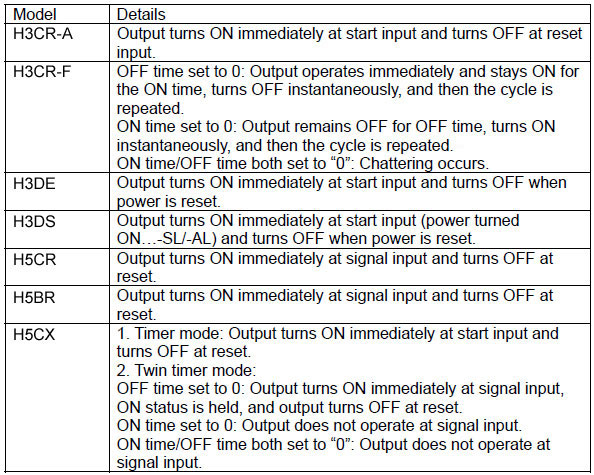 Model Details
H3CR-A Output turns ON immediately at start input and turns OFF at reset
input.
H3CR-F OFF time set to 0: Output operates immediately and stays ON for
the ON time, turns OFF instantaneously, and then the cycle is
repeated.
ON time set to 0: Output remains OFF for OFF time, turns ON
instantaneously, and then the cycle is repeated.
ON time/OFF time both set to “0”: Chattering occurs.
H3DE Output turns ON immediately at start input and turns OFF when
power is reset.
H3DS Output turns ON immediately at start input (power turned
ON…-SL/-AL) and turns OFF when power is reset.
H5CR Output turns ON immediately at signal input and turns OFF at
reset.
H5BR Output turns ON immediately at signal input and turns OFF at
reset.
H5CX 1. Timer mode: Output turns ON immediately at start input and
turns OFF at reset.
2. Twin timer mode:
OFF time set to 0: Output turns ON immediately at signal input,
ON status is held, and output turns OFF at reset.
ON time set to 0: Output does not operate at signal input.
ON time/OFF time both set to “0”: Output does not operate at
signal input.